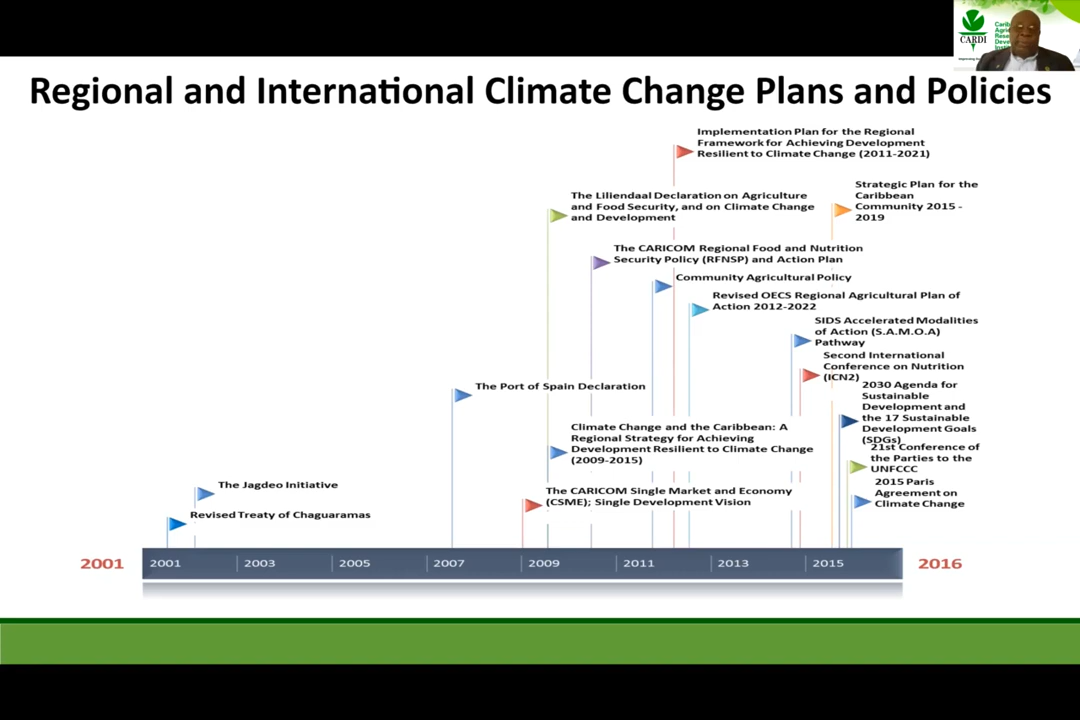 CARDI
Regional and International Climate Change Plans and Policies
Implementation Plan for the Regional
Framework for Achieving Development
Resilient to Climate Change (2011-2021)
Strategic Plan for the
Caribbean
Community 2015 -
2019
The Liliendaal Declaration on Agriculture
and Food Security, and on Climate Change
and Development
The CARICOM Regional Food and Nutrition
Security Policy (RFNSP) and Action Plan
Community Agricultural Policy
Revised OECS Regional Agricultural Plan of
Action 2012-2022
SIDS Accelerated Modalities
of Action (S.A.M.O.A)
Pathway
Second International
Conference on Nutrition
(ICN2)
The Port of Spain Declaration
2030 Agenda for
Sustainable
Development and
the 17 Sustainable
Development Goals
(SDGs)
Climate Change and the Caribbean: A
Regional Strategy for Achieving
Development Resilient to Climate Change
(2009-2015)
21st Conference of
the Parties to the
UNFCCC
2015 Paris
Agreement on
Climate Change
The Jagdeo Initiative
The CARICOM Single Market and Economy
(CSME); Single Development Vision
Revised Treaty of Chaguaramas
2001 2001 2003 2005 2007 2009 2011 2013 2015 2016